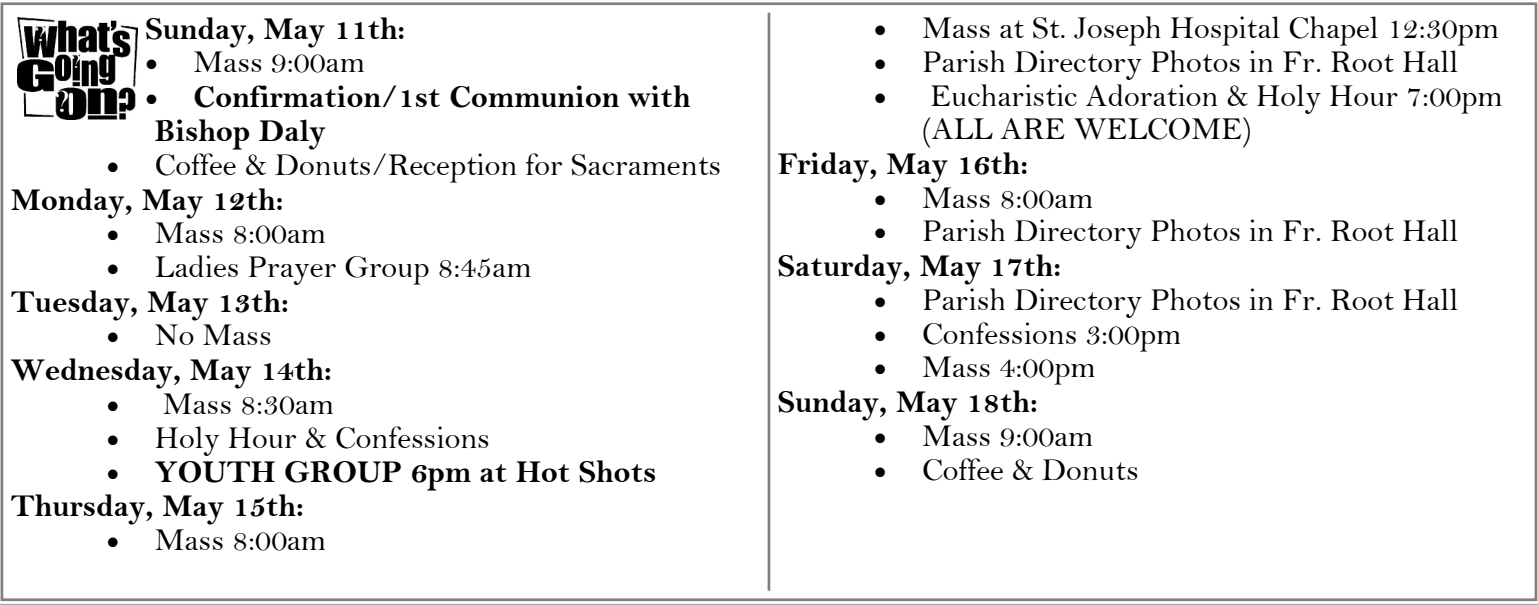 What's
Going
On?
Sunday, May 11th:
• Mass 9:00am
• Confirmation/1st Communion with
Bishop Daly
• Coffee & Donuts/Reception for Sacraments
Monday, May 12th:
• Mass 8:00am
• Ladies Prayer Group 8:45am
Tuesday, May 13th:
• No Mass
Wednesday, May 14th:
• Mass 8:30am
• Holy Hour & Confessions
• YOUTH GROUP 6pm at Hot Shots
Thursday, May 15th:
• Mass 8:00am
• Mass at St. Joseph Hospital Chapel 12:30pm
• Parish Directory Photos in Fr. Root Hall
• Eucharistic Adoration & Holy Hour 7:00pm
(ALL ARE WELCOME)
Friday, May 16th:
• Mass 8:00am
• Parish Directory Photos in Fr. Root Hall
Saturday, May 17th:
• Parish Directory Photos in Fr. Root Hall
• Confessions 3:00pm
• Mass 4:00pm
Sunday, May 18th:
• Mass 9:00am
• Coffee & Donuts